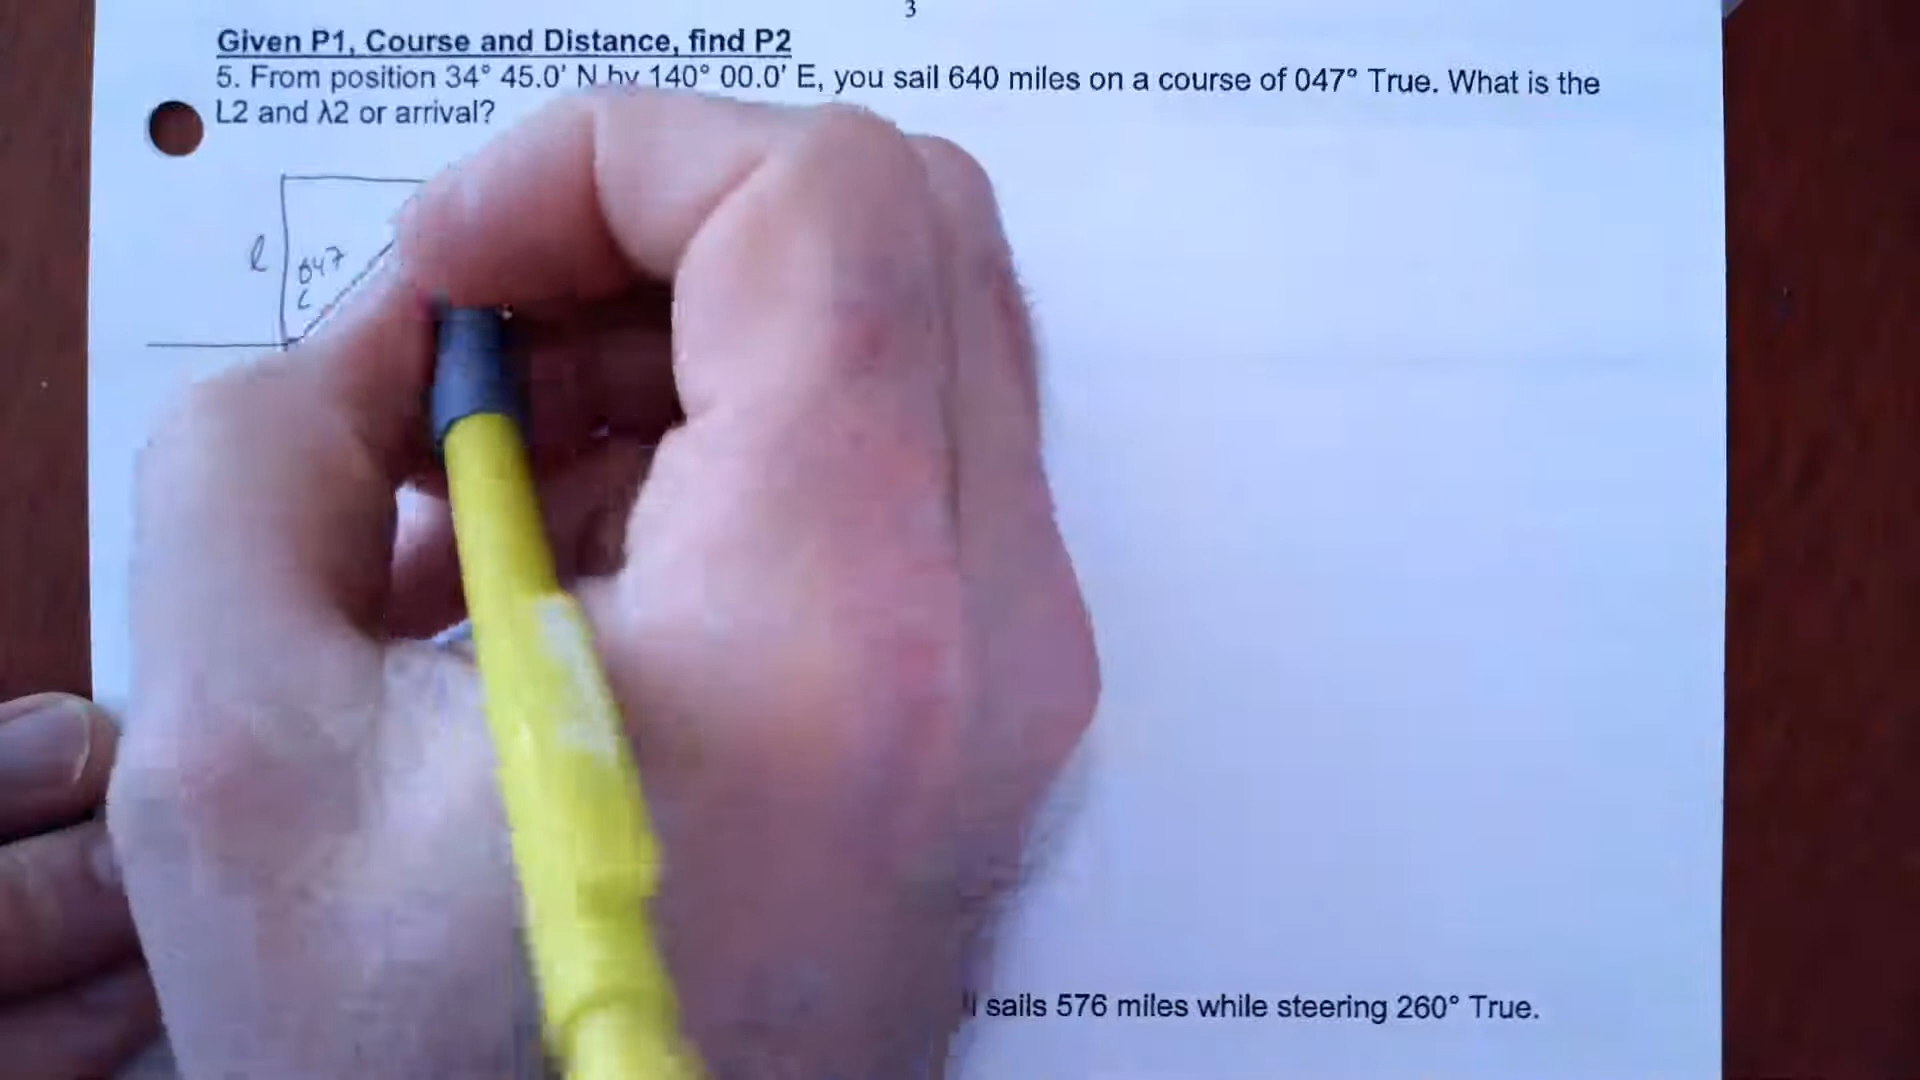 3
Given P1, Course and Distance, find P2
5. From position 34° 45.0' N by 140° 00.0' E, you sail 640 miles on a course of 047° True. What is the
L2 and λ2 or arrival?
l
047
sails 576 miles while steering 260° True.